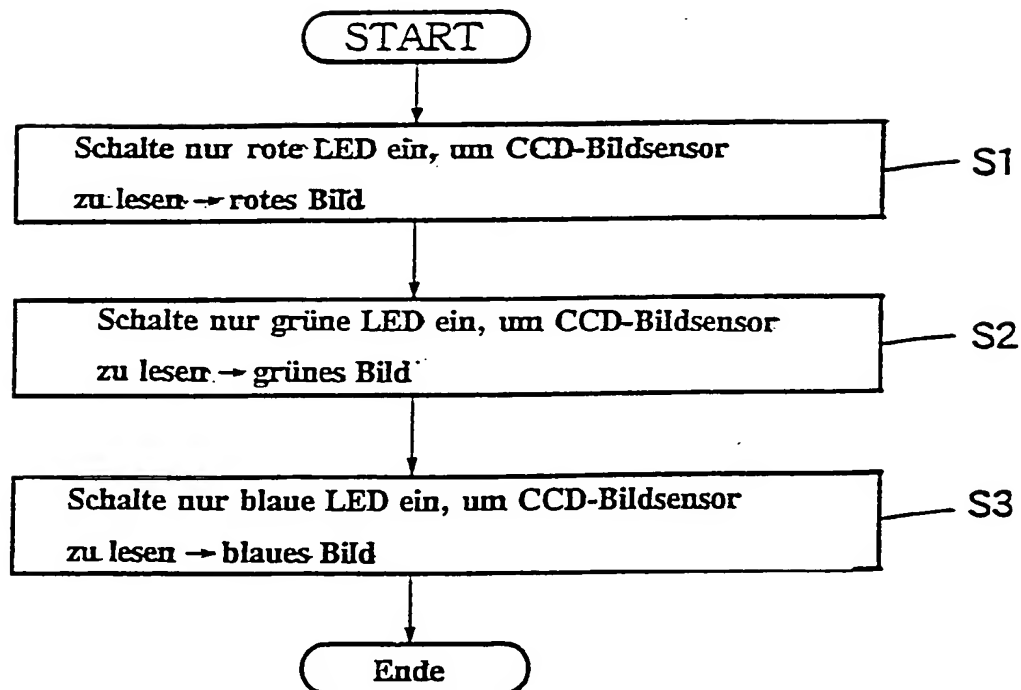 START
Schalte nur rote LED ein, um CCD-Bildsensor
zu lesen → rotes Bild
S1
Schalte nur grüne LED ein, um CCD-Bildsensor
zu lesen → grünes Bild
S2
Schalte nur blaue LED ein, um CCD-Bildsensor
zu lesen → blaues Bild
S3
Ende